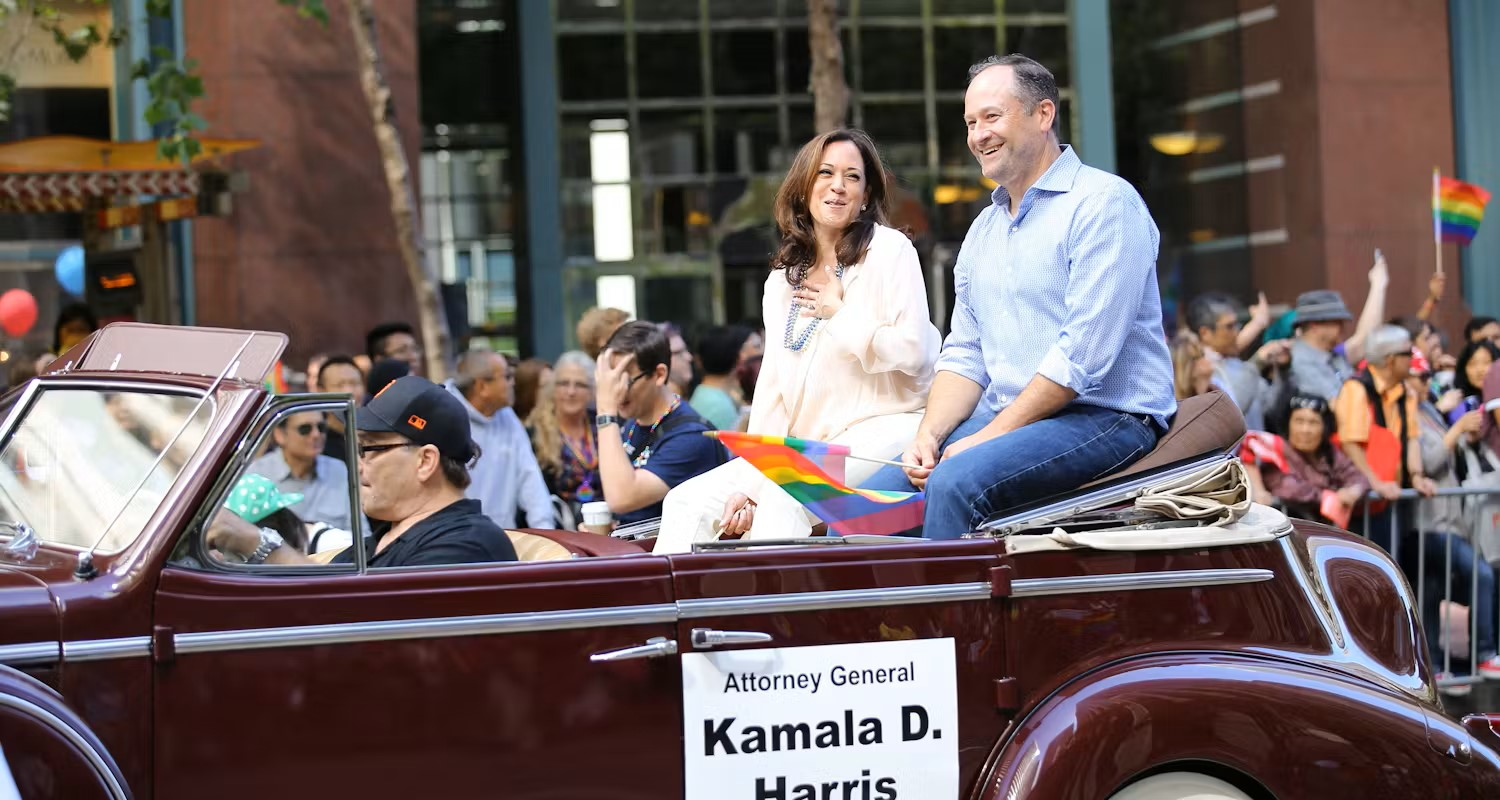 Attorney General
Kamala D.
Harris